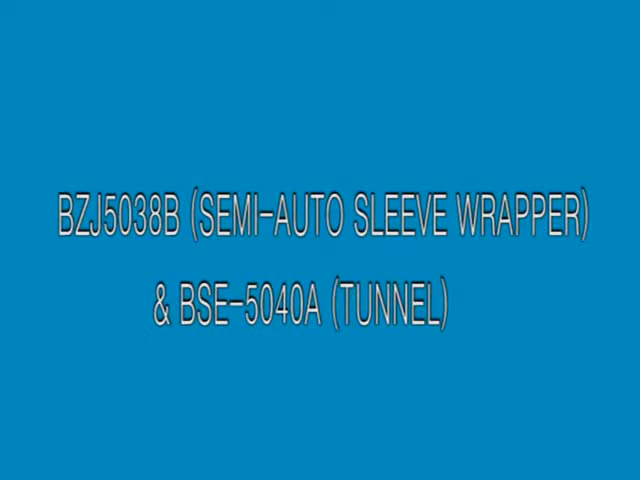 BZJ5038B (SEMI-AUTO SLEEVE WRAPPER)
& BSE-5040A (TUNNEL)